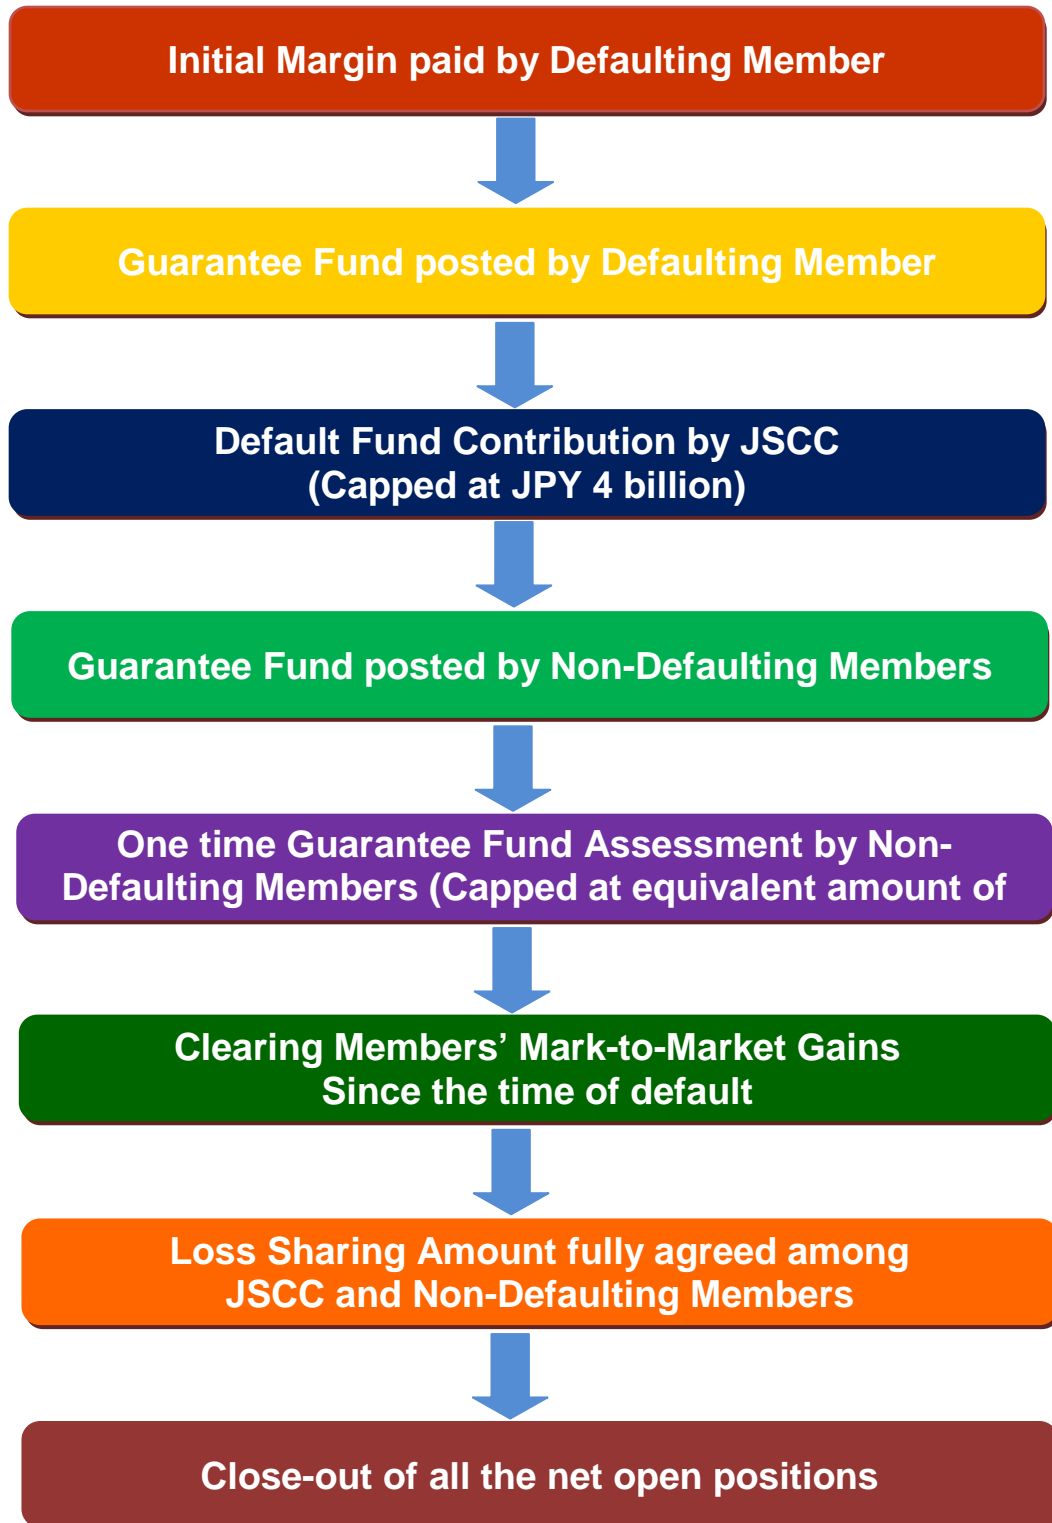 Initial Margin paid by Defaulting Member
Guarantee Fund posted by Defaulting Member
Default Fund Contribution by JSCC
(Capped at JPY 4 billion)
Guarantee Fund posted by Non-Defaulting Members
One time Guarantee Fund Assessment by Non-
Defaulting Members (Capped at equivalent amount of
Clearing Members’ Mark-to-Market Gains
Since the time of default
Loss Sharing Amount fully agreed among
JSCC and Non-Defaulting Members
Close-out of all the net open positions